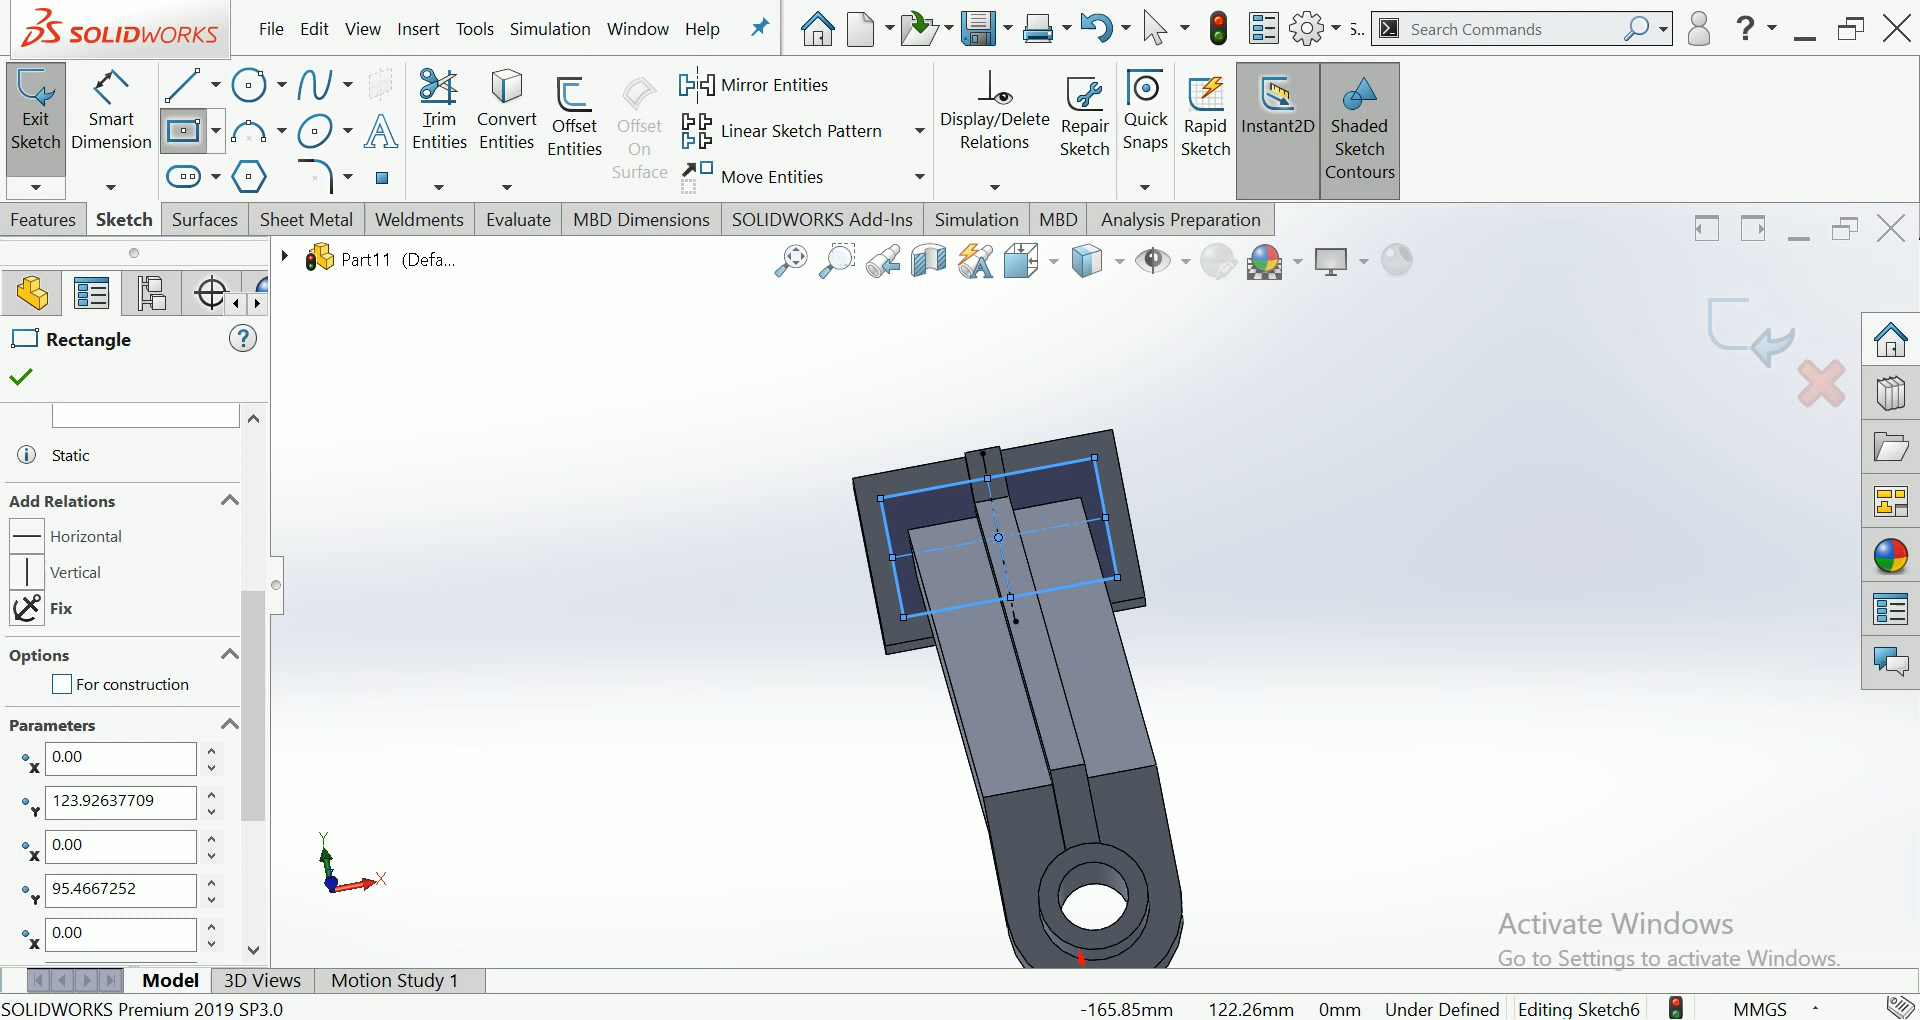 SOLIDWORKS File Edit View Insert Tools Simulation Window Help S.. Search Commands ?
Exit Sketch
Smart Dimension
Trim Entities
Convert Entities
Offset Entities
Offset On Surface
Mirror Entities
Linear Sketch Pattern
Move Entities
Display/Delete Relations
Repair Sketch
Quick Snaps
Rapid Sketch
Instant2D
Shaded Sketch Contours
Features Sketch Surfaces Sheet Metal Weldments Evaluate MBD Dimensions SOLIDWORKS Add-Ins Simulation MBD Analysis Preparation
Part11 (Defa...
Rectangle ?
Static
Add Relations
Horizontal
Vertical
Fix
Options
For construction
Parameters
X 0.00
Y 123.92637709
X 0.00
Y 95.4667252
X 0.00
Y
X
Activate Windows
Go to Settings to activate Windows.
Model 3D Views Motion Study 1
SOLIDWORKS Premium 2019 SP3.0 -165.85mm 122.26mm 0mm Under Defined Editing Sketch6 MMGS